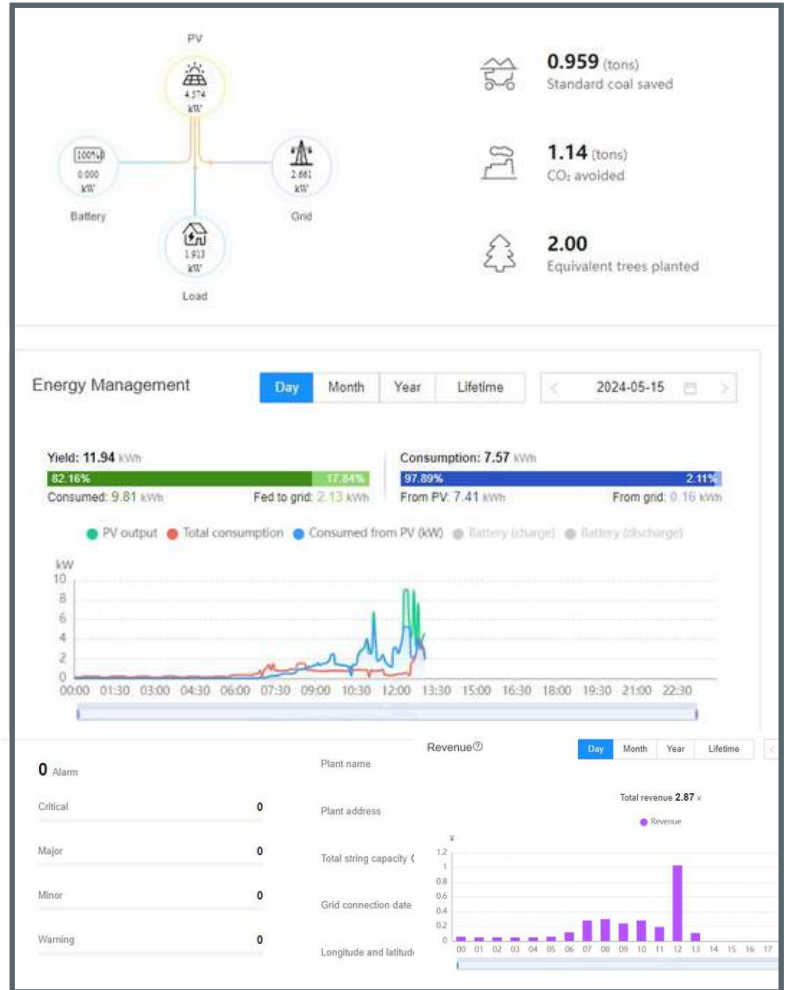 PV
4.574
kW
100%
0.000
kW
Battery
2.661
kW
Grid
1.913
kW
Load
0.959 (tons)
Standard coal saved
1.14 (tons)
CO₂ avoided
2.00
Equivalent trees planted
Energy Management
Day Month Year Lifetime
< 2024-05-15 >
Yield: 11.94 kWh
82.16% 17.84%
Consumed: 9.81 kWh Fed to grid: 2.13 kWh
Consumption: 7.57 kWh
97.89% 2.11%
From PV: 7.41 kWh From grid: 0.16 kWh
PV output Total consumption Consumed from PV (kW) Battery (charge) Battery (discharge)
kW
10
8
6
4
2
0
00:00 01:30 03:00 04:30 06:00 07:30 09:00 10:30 12:00 13:30 15:00 16:30 18:00 19:30 21:00 22:30
0 Alarm
Critical 0
Major 0
Minor 0
Warning 0
Plant name
Plant address
Total string capacity (
Grid connection date
Longitude and latitude
Revenue?
Day Month Year Lifetime <
Total revenue 2.87 ¥
Revenue
¥
1.2
1
0.8
0.6
0.4
0.2
0
00 01 02 03 04 05 06 07 08 09 10 11 12 13 14 15 16 17